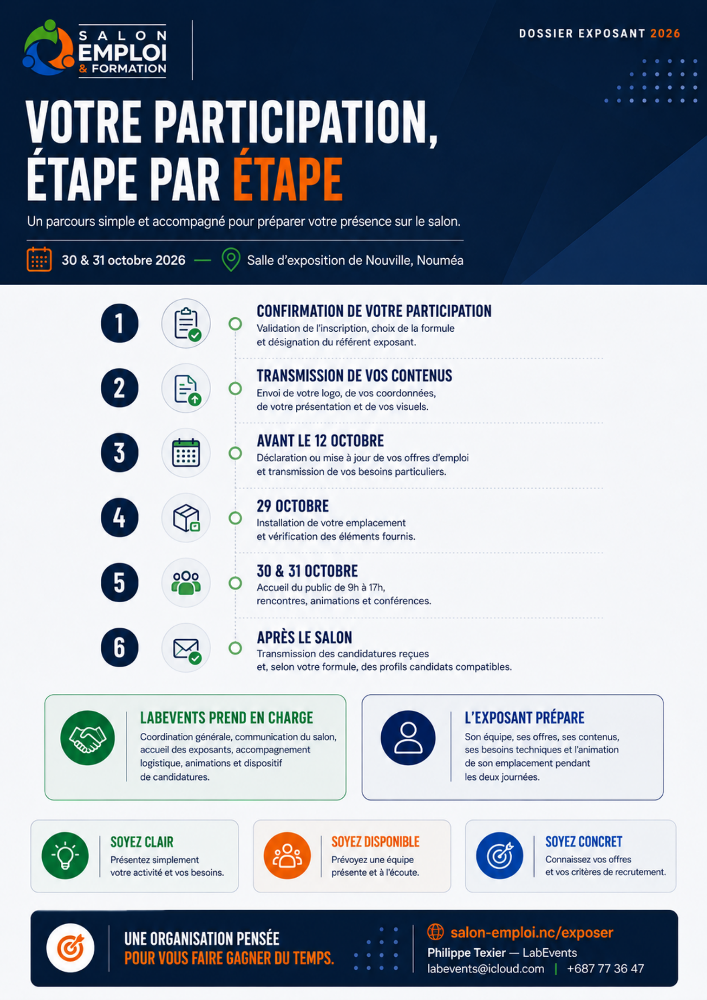 SALON
EMPLOI
& FORMATION
DOSSIER EXPOSANT 2026
VOTRE PARTICIPATION,
ÉTAPE PAR ÉTAPE
Un parcours simple et accompagné pour préparer votre présence sur le salon.
30 & 31 octobre 2026 — Salle d'exposition de Nouville, Nouméa
1
CONFIRMATION DE VOTRE PARTICIPATION
Validation de l'inscription, choix de la formule
et désignation du référent exposant.
2
TRANSMISSION DE VOS CONTENUS
Envoi de votre logo, de vos coordonnées,
de votre présentation et de vos visuels.
3
AVANT LE 12 OCTOBRE
Déclaration ou mise à jour de vos offres d'emploi
et transmission de vos besoins particuliers.
4
29 OCTOBRE
Installation de votre emplacement
et vérification des éléments fournis.
5
30 & 31 OCTOBRE
Accueil du public de 9h à 17h,
rencontres, animations et conférences.
6
APRÈS LE SALON
Transmission des candidatures reçues
et, selon votre formule, des profils candidats compatibles.
LABEVENTS PREND EN CHARGE
Coordination générale, communication du salon,
accueil des exposants, accompagnement
logistique, animations et dispositif
de candidatures.
L'EXPOSANT PRÉPARE
Son équipe, ses offres, ses contenus,
ses besoins techniques et l'animation
de son emplacement pendant
les deux journées.
SOYEZ CLAIR
Présentez simplement
votre activité et vos besoins.
SOYEZ DISPONIBLE
Prévoyez une équipe
présente et à l'écoute.
SOYEZ CONCRET
Connaissez vos offres
et vos critères de recrutement.
UNE ORGANISATION PENSÉE
POUR VOUS FAIRE GAGNER DU TEMPS.
salon-emploi.nc/exposer
Philippe Texier — LabEvents
labevents@icloud.com | +687 77 36 47